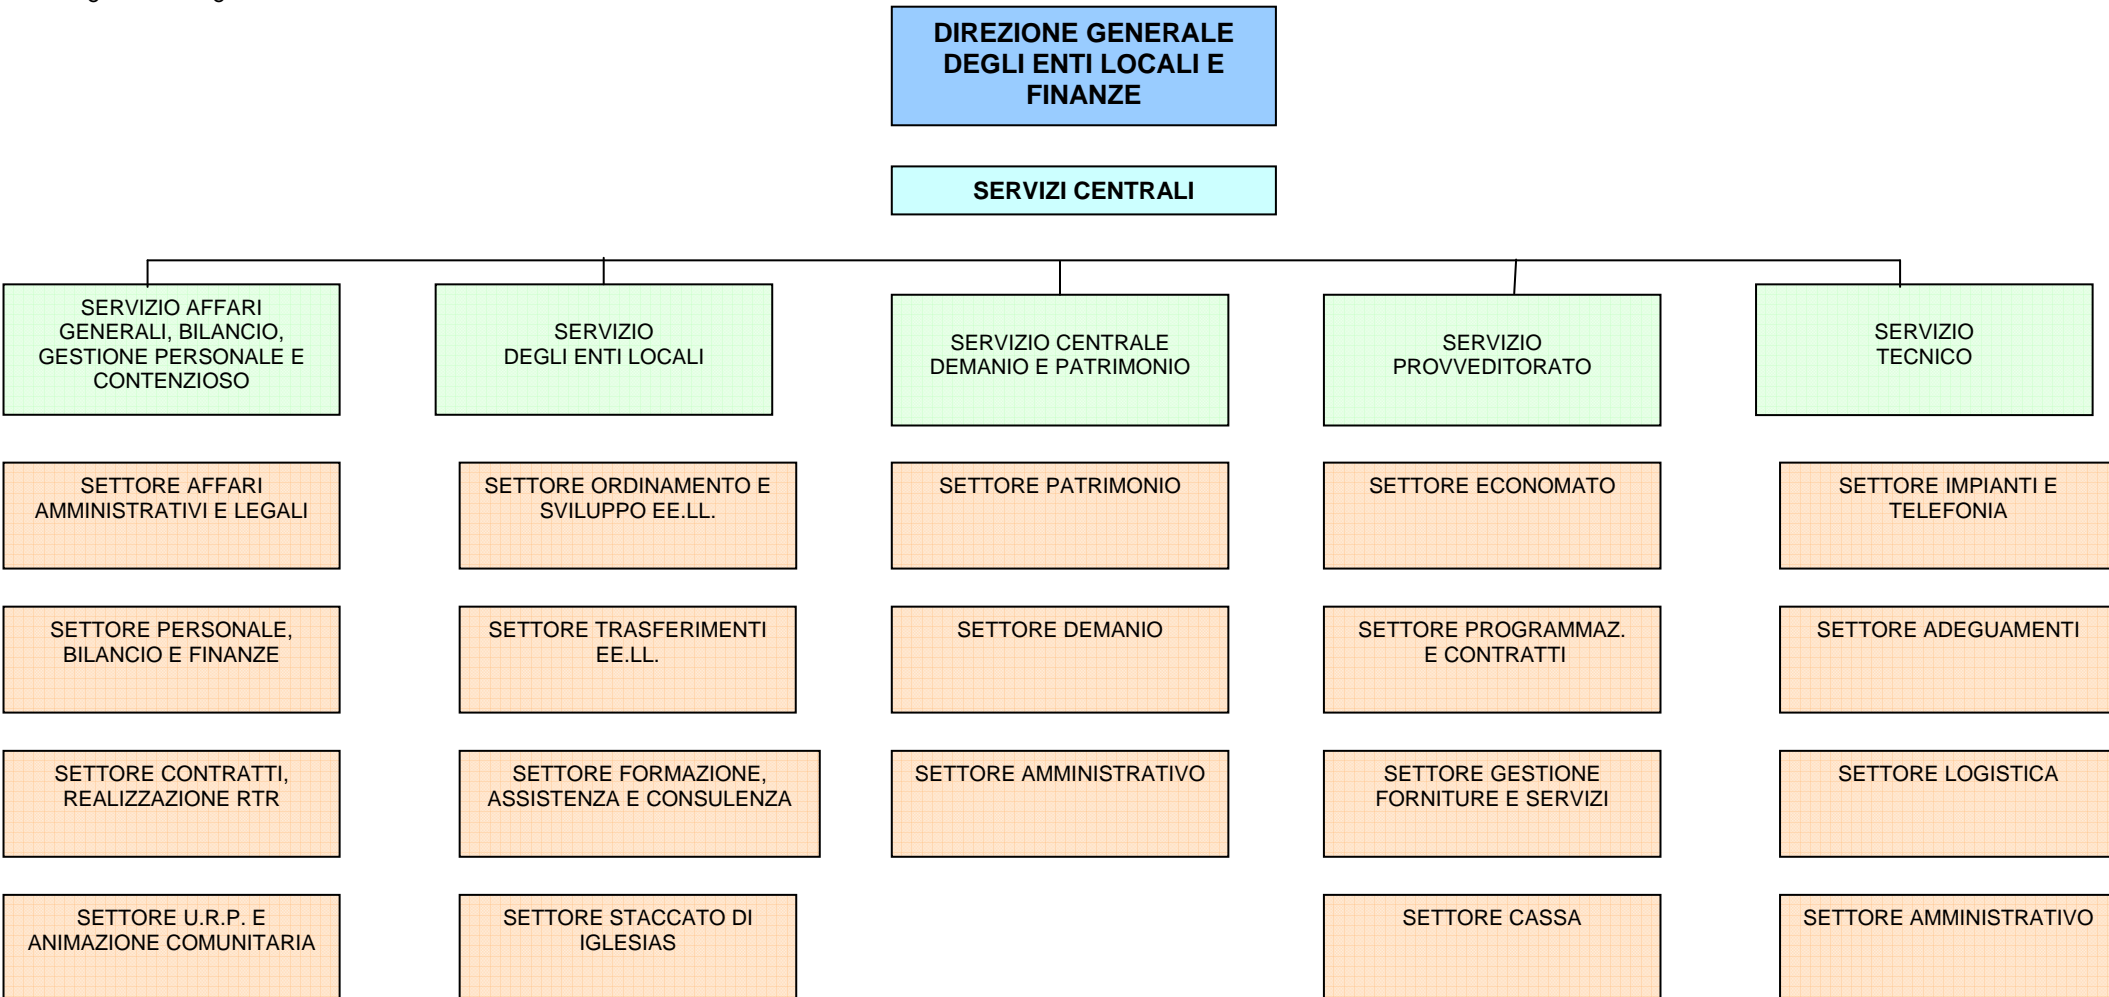 DIREZIONE GENERALE
DEGLI ENTI LOCALI E
FINANZE
SERVIZI CENTRALI
SERVIZIO AFFARI
GENERALI, BILANCIO,
GESTIONE PERSONALE E
CONTENZIOSO
SERVIZIO
DEGLI ENTI LOCALI
SERVIZIO CENTRALE
DEMANIO E PATRIMONIO
SERVIZIO
PROVVEDITORATO
SERVIZIO
TECNICO
SETTORE AFFARI
AMMINISTRATIVI E LEGALI
SETTORE ORDINAMENTO E
SVILUPPO EE.LL.
SETTORE PATRIMONIO
SETTORE ECONOMATO
SETTORE IMPIANTI E
TELEFONIA
SETTORE PERSONALE,
BILANCIO E FINANZE
SETTORE TRASFERIMENTI
EE.LL.
SETTORE DEMANIO
SETTORE PROGRAMMAZ.
E CONTRATTI
SETTORE ADEGUAMENTI
SETTORE CONTRATTI,
REALIZZAZIONE RTR
SETTORE FORMAZIONE,
ASSISTENZA E CONSULENZA
SETTORE AMMINISTRATIVO
SETTORE GESTIONE
FORNITURE E SERVIZI
SETTORE LOGISTICA
SETTORE U.R.P. E
ANIMAZIONE COMUNITARIA
SETTORE STACCATO DI
IGLESIAS
SETTORE CASSA
SETTORE AMMINISTRATIVO